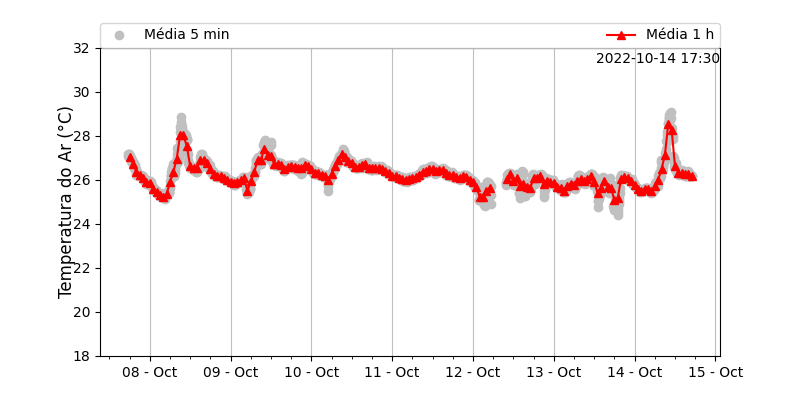 Média 5 min
Média 1 h
2022-10-14 17:30
Temperatura do Ar (°C)
32
30
28
26
24
22
20
18
08 - Oct
09 - Oct
10 - Oct
11 - Oct
12 - Oct
13 - Oct
14 - Oct
15 - Oct